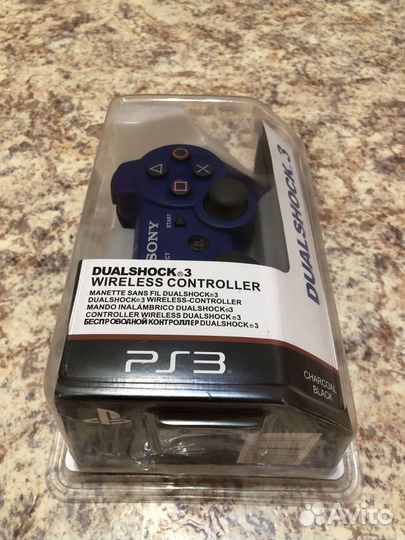 SONY
START
DUALSHOCK®3
WIRELESS CONTROLLER
MANETTE SANS FIL DUALSHOCK®3
DUALSHOCK®3 WIRELESS-CONTROLLER
MANDO INALÁMBRICO DUALSHOCK®3
CONTROLLER WIRELESS DUALSHOCK®3
БЕСПРОВОДНОЙ КОНТРОЛЛЕР DUALSHOCK®3
PS3
DUALSHOCK 3
CHARCOAL
BLACK
Avito